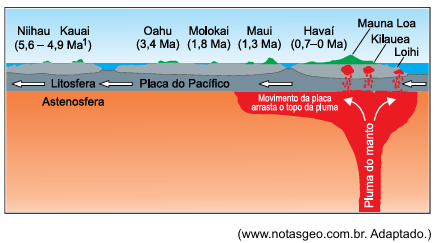 Niihau Kauai
(5,6 – 4,9 Ma¹)
Oahu
(3,4 Ma)
Molokai
(1,8 Ma)
Maui
(1,3 Ma)
Havaí
(0,7–0 Ma)
Mauna Loa
Kilauea
Loihi
Litosfera
Placa do Pacífico
Astenosfera
Movimento da placa
arrasta o topo da pluma
Pluma do manto
(www.notasgeo.com.br. Adaptado.)